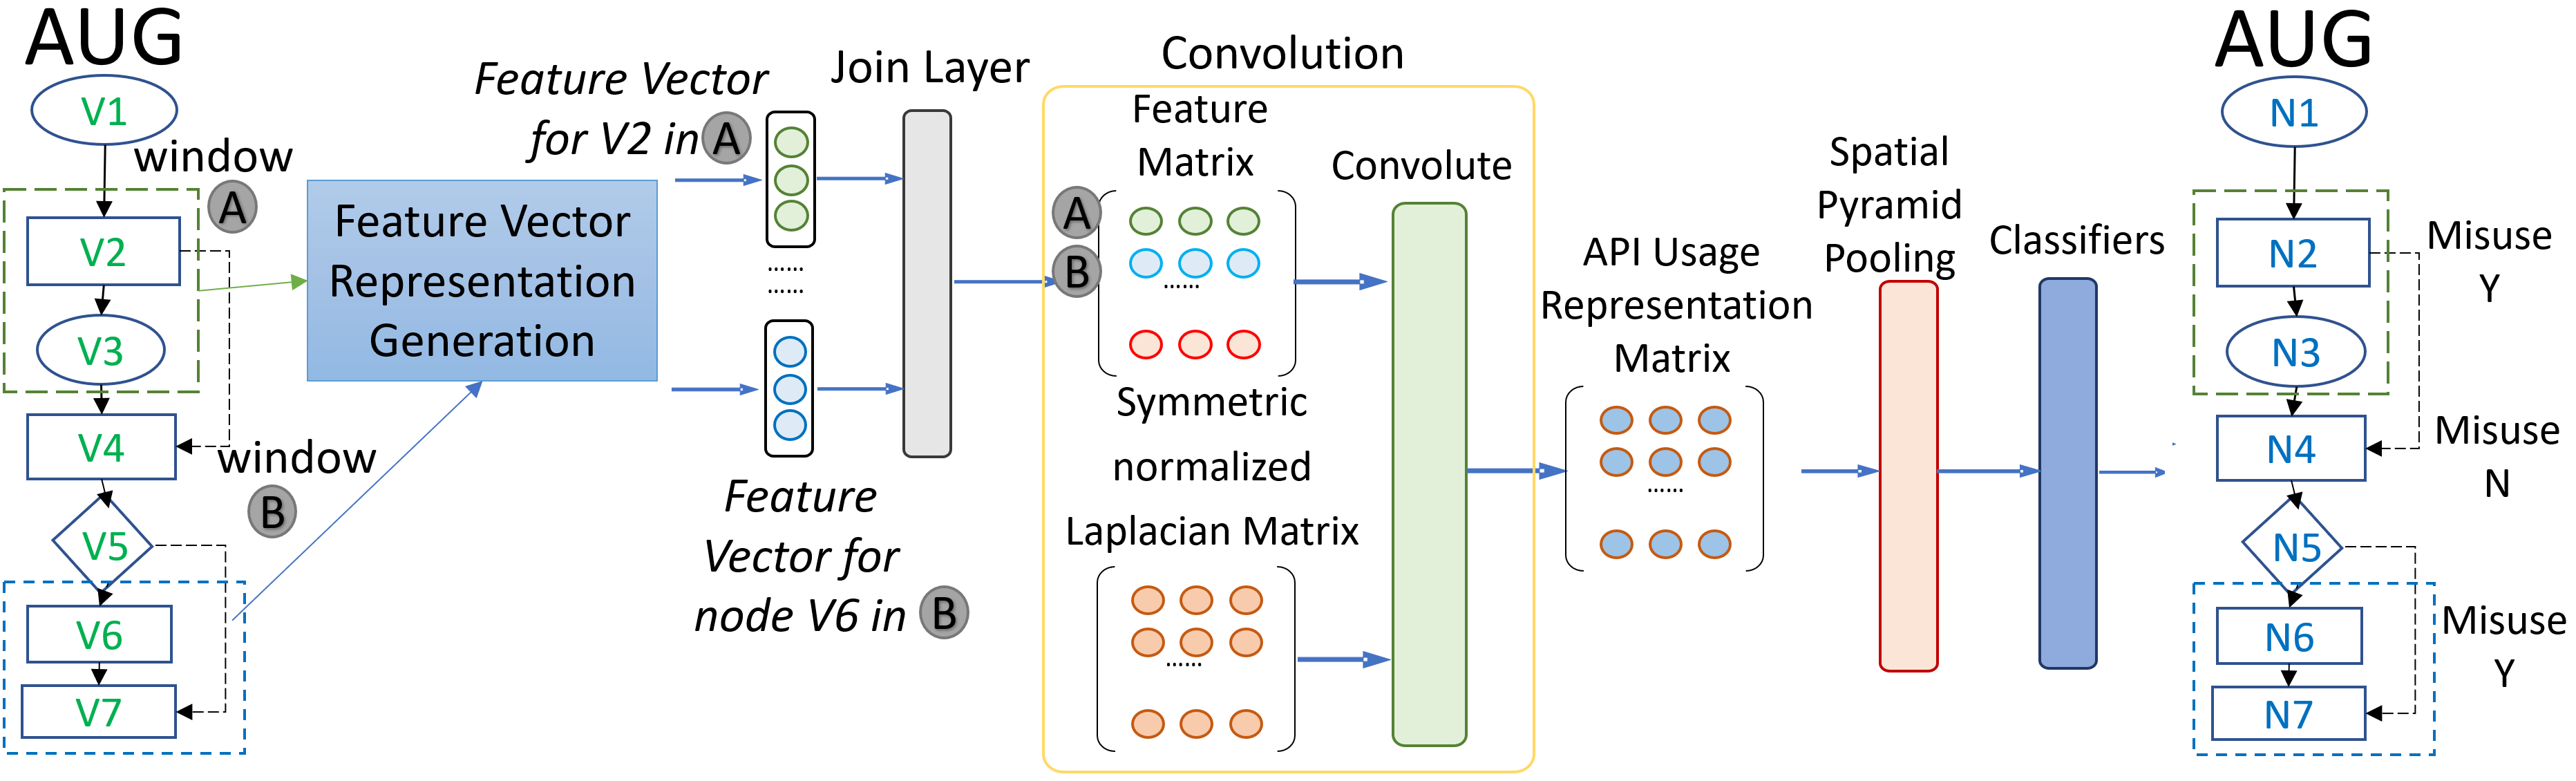 AUG
V1
window
A
V2
V3
V4
window
B
V5
V6
V7
Feature Vector
Representation
Generation
Feature Vector
for V2 in A
......
......
Feature
Vector for
node V6 in B
Join Layer
Convolution
Feature
Matrix
A
B
......
Symmetric
normalized
Laplacian Matrix
......
Convolute
API Usage
Representation
Matrix
......
Spatial
Pyramid
Pooling
Classifiers
AUG
N1
N2
N3
N4
N5
N6
N7
Misuse
Y
Misuse
N
Misuse
Y